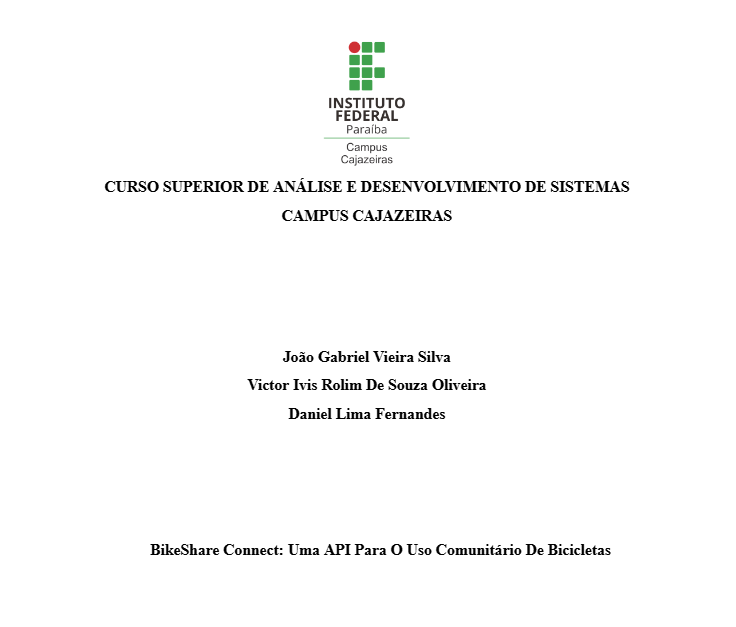 INSTITUTO
FEDERAL
Paraíba
Campus
Cajazeiras
CURSO SUPERIOR DE ANÁLISE E DESENVOLVIMENTO DE SISTEMAS
CAMPUS CAJAZEIRAS
João Gabriel Vieira Silva
Victor Ivis Rolim De Souza Oliveira
Daniel Lima Fernandes
BikeShare Connect: Uma API Para O Uso Comunitário De Bicicletas